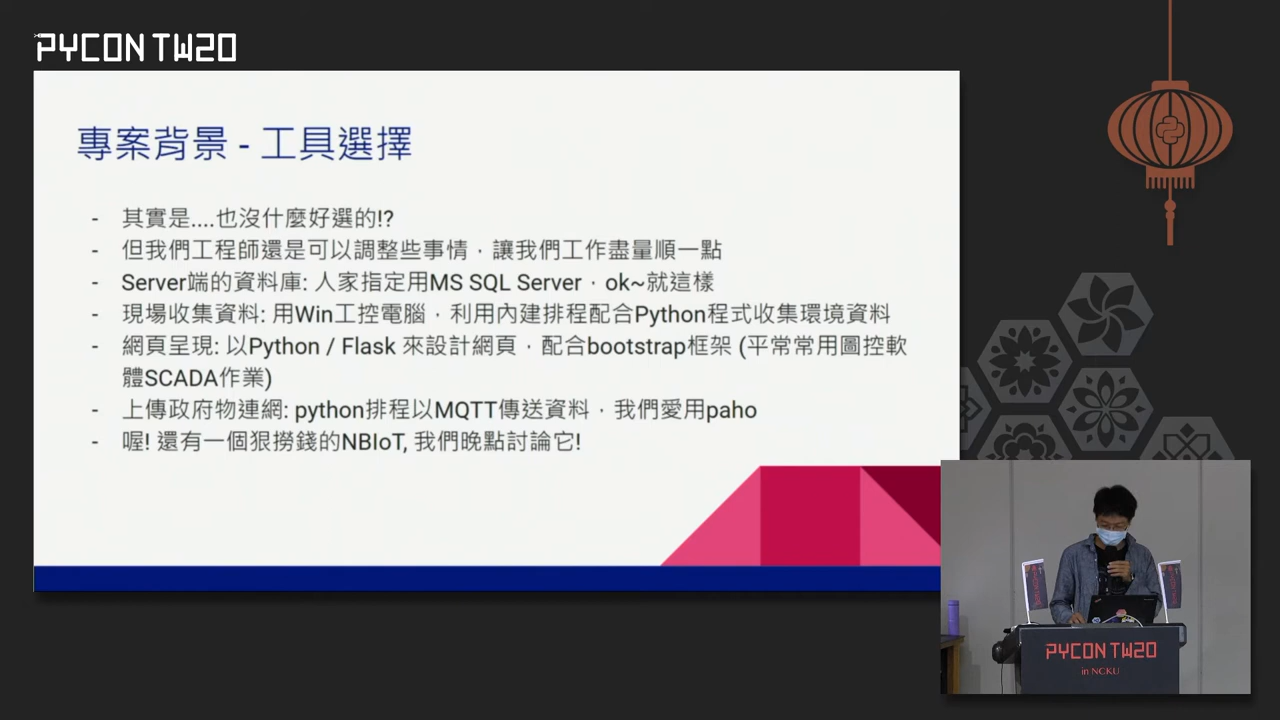 PYCON TW20
專案背景 - 工具選擇
- 其實是....也沒什麼好選的!?
- 但我們工程師還是可以調整些事情，讓我們工作盡量順一點
- Server端的資料庫: 人家指定用MS SQL Server，ok~就這樣
- 現場收集資料: 用Win工控電腦，利用內建排程配合Python程式收集環境資料
- 網頁呈現: 以Python / Flask 來設計網頁，配合bootstrap框架 (平常常用圖控軟
體SCADA作業)
- 上傳政府物連網: python排程以MQTT傳送資料，我們愛用paho
- 喔! 還有一個狠撈錢的NBIoT, 我們晚點討論它!
PYCON TW20
in NCKU